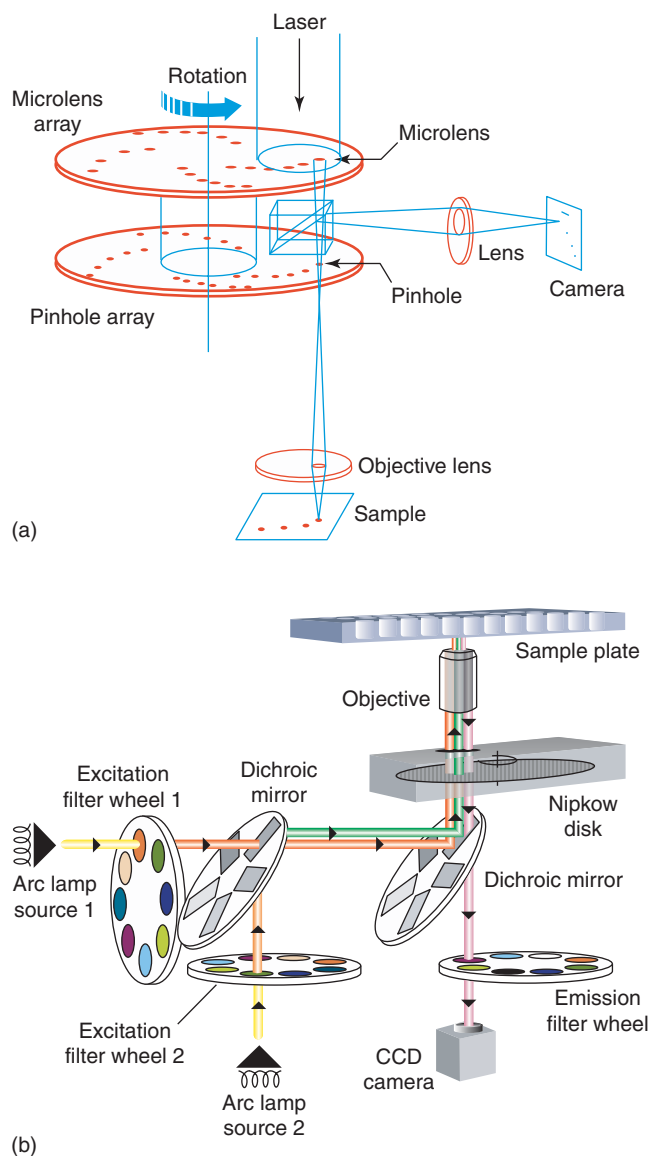 Laser
Rotation
Microlens
array
Microlens
Lens
Camera
Pinhole
Pinhole array
Objective lens
Sample
(a)
Sample plate
Objective
Excitation
filter wheel 1
Dichroic
mirror
Nipkow
disk
Arc lamp
source 1
Dichroic mirror
Excitation
filter wheel 2
Emission
filter wheel
CCD
camera
Arc lamp
source 2
(b)